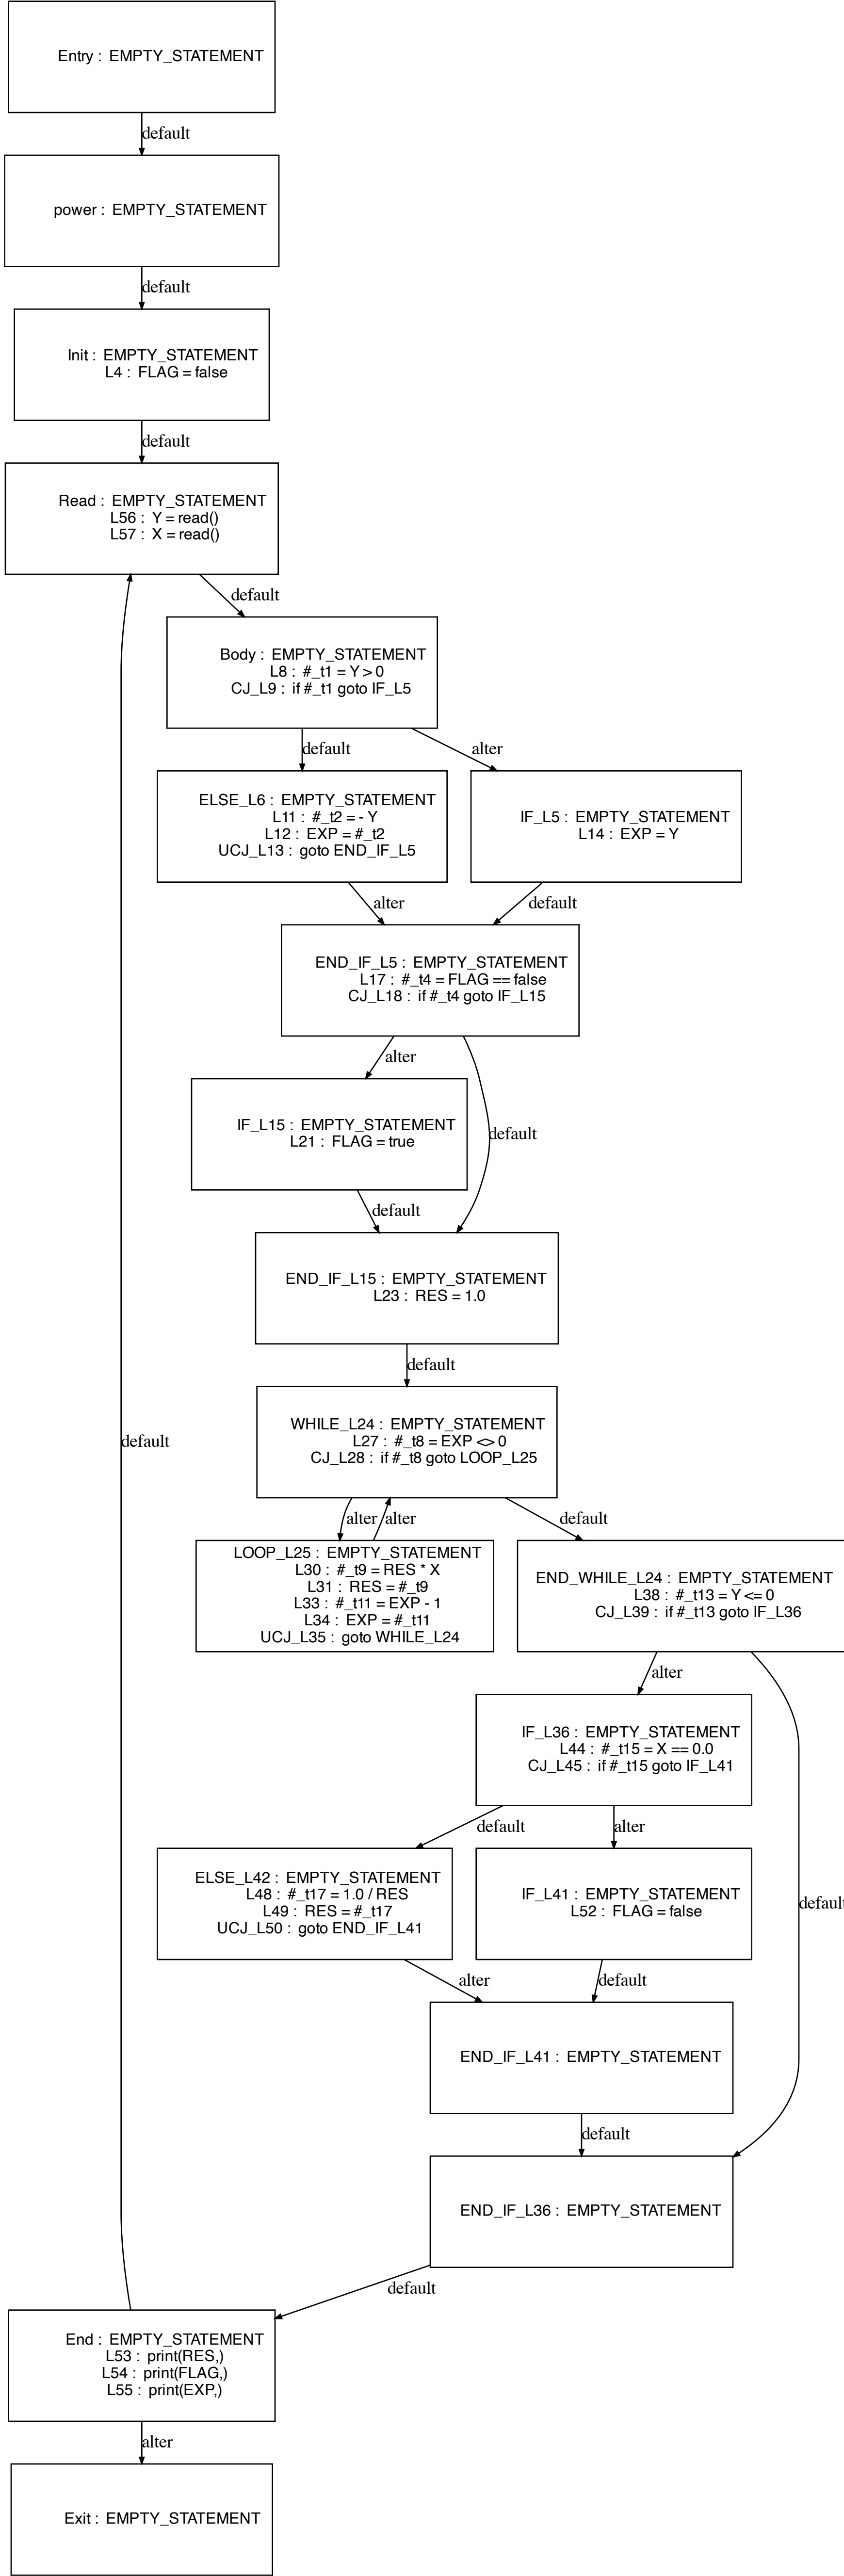 Entry : EMPTY_STATEMENT
default
power : EMPTY_STATEMENT
default
Init : EMPTY_STATEMENT
L4 : FLAG = false
default
Read : EMPTY_STATEMENT
L56 : Y = read()
L57 : X = read()
default
Body : EMPTY_STATEMENT
L8 : #_t1 = Y > 0
CJ_L9 : if #_t1 goto IF_L5
default
alter
ELSE_L6 : EMPTY_STATEMENT
L11 : #_t2 = - Y
L12 : EXP = #_t2
UCJ_L13 : goto END_IF_L5
IF_L5 : EMPTY_STATEMENT
L14 : EXP = Y
alter
default
END_IF_L5 : EMPTY_STATEMENT
L17 : #_t4 = FLAG == false
CJ_L18 : if #_t4 goto IF_L15
alter
IF_L15 : EMPTY_STATEMENT
L21 : FLAG = true
default
default
END_IF_L15 : EMPTY_STATEMENT
L23 : RES = 1.0
default
WHILE_L24 : EMPTY_STATEMENT
L27 : #_t8 = EXP <> 0
CJ_L28 : if #_t8 goto LOOP_L25
default
alter
alter
default
LOOP_L25 : EMPTY_STATEMENT
L30 : #_t9 = RES * X
L31 : RES = #_t9
L33 : #_t11 = EXP - 1
L34 : EXP = #_t11
UCJ_L35 : goto WHILE_L24
END_WHILE_L24 : EMPTY_STATEMENT
L38 : #_t13 = Y <= 0
CJ_L39 : if #_t13 goto IF_L36
alter
IF_L36 : EMPTY_STATEMENT
L44 : #_t15 = X == 0.0
CJ_L45 : if #_t15 goto IF_L41
default
alter
ELSE_L42 : EMPTY_STATEMENT
L48 : #_t17 = 1.0 / RES
L49 : RES = #_t17
UCJ_L50 : goto END_IF_L41
IF_L41 : EMPTY_STATEMENT
L52 : FLAG = false
default
alter
default
END_IF_L41 : EMPTY_STATEMENT
default
END_IF_L36 : EMPTY_STATEMENT
default
End : EMPTY_STATEMENT
L53 : print(RES,)
L54 : print(FLAG,)
L55 : print(EXP,)
alter
Exit : EMPTY_STATEMENT